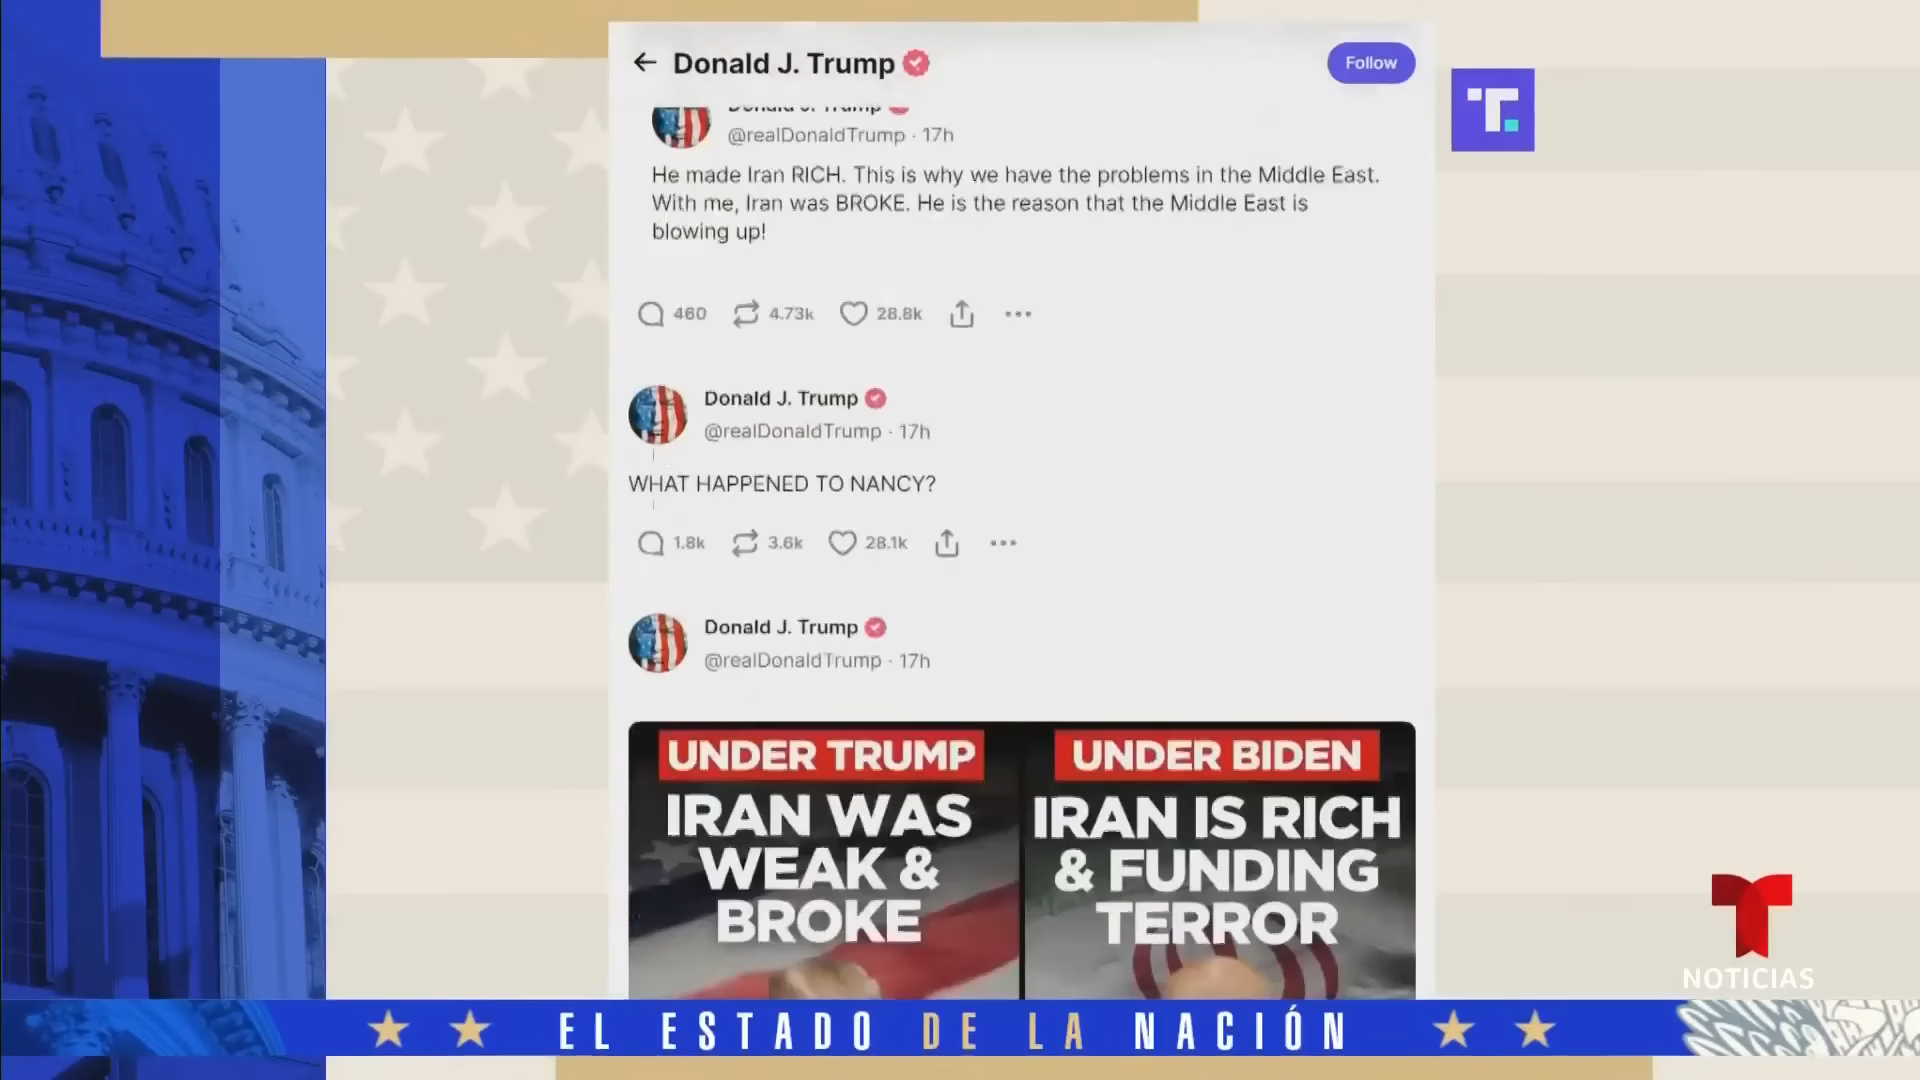 Donald J. Trump
Follow
Donald J. Trump
@realDonaldTrump · 17h
He made Iran RICH. This is why we have the problems in the Middle East.
With me, Iran was BROKE. He is the reason that the Middle East is
blowing up!
460 4.73k 28.8k
Donald J. Trump
@realDonaldTrump · 17h
WHAT HAPPENED TO NANCY?
1.8k 3.6k 28.1k
Donald J. Trump
@realDonaldTrump · 17h
UNDER TRUMP
IRAN WAS
WEAK &
BROKE
UNDER BIDEN
IRAN IS RICH
& FUNDING
TERROR
T.
NOTICIAS
EL ESTADO DE LA NACIÓN